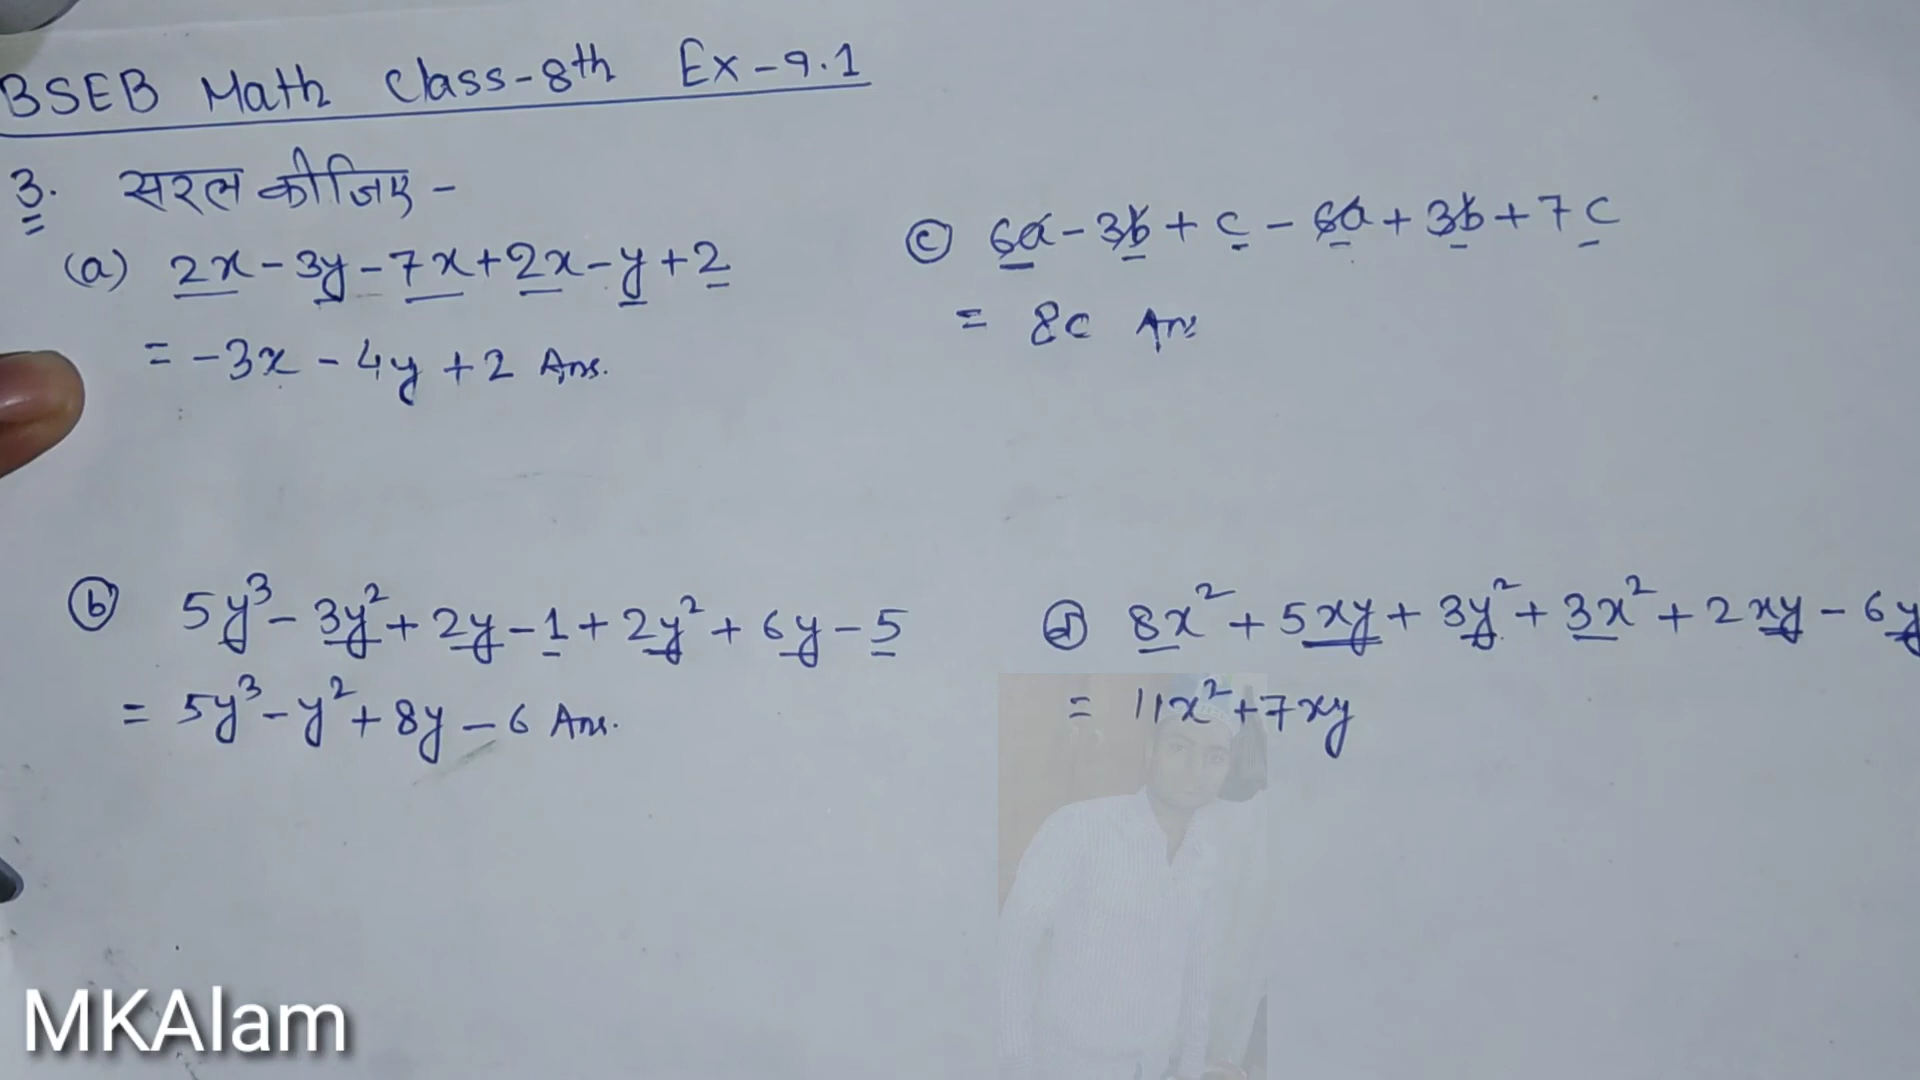 BSEB Math Class-8th Ex-9.1
3. सरल कीजिए -
(a) 2x-3y-7x+2x-y+2
= -3x-4y+2 Ans.
(c) 6a-3b+c-6a+3b+7c
= 8c Ans
(b) 5y³-3y²+2y-1+2y²+6y-5
= 5y³-y²+8y-6 Ans.
(d) 8x²+5xy+3y²+3x²+2xy-6y
= 11x²+7xy
MKAlam